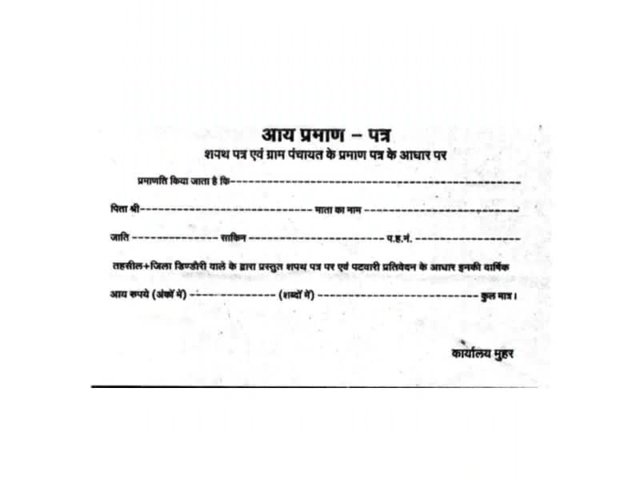 आय प्रमाण – पत्र
शपथ पत्र एवं ग्राम पंचायत के प्रमाण पत्र के आधार पर
प्रमाणति किया जाता है कि-----------------------------------------------
पिता श्री------------------------------ माता का नाम ---------------------------
जाति --------------- साकिन ------------------------ प.ह.नं. ------------------
तहसील+जिला डिण्डौरी वाले के द्वारा प्रस्तुत शपथ पत्र पर एवं पटवारी प्रतिवेदन के आधार इनकी वार्षिक
आय रूपये (अंकों में) --------------- (शब्दों में) ---------------------------- कुल मात्र।
कार्यालय मुहर